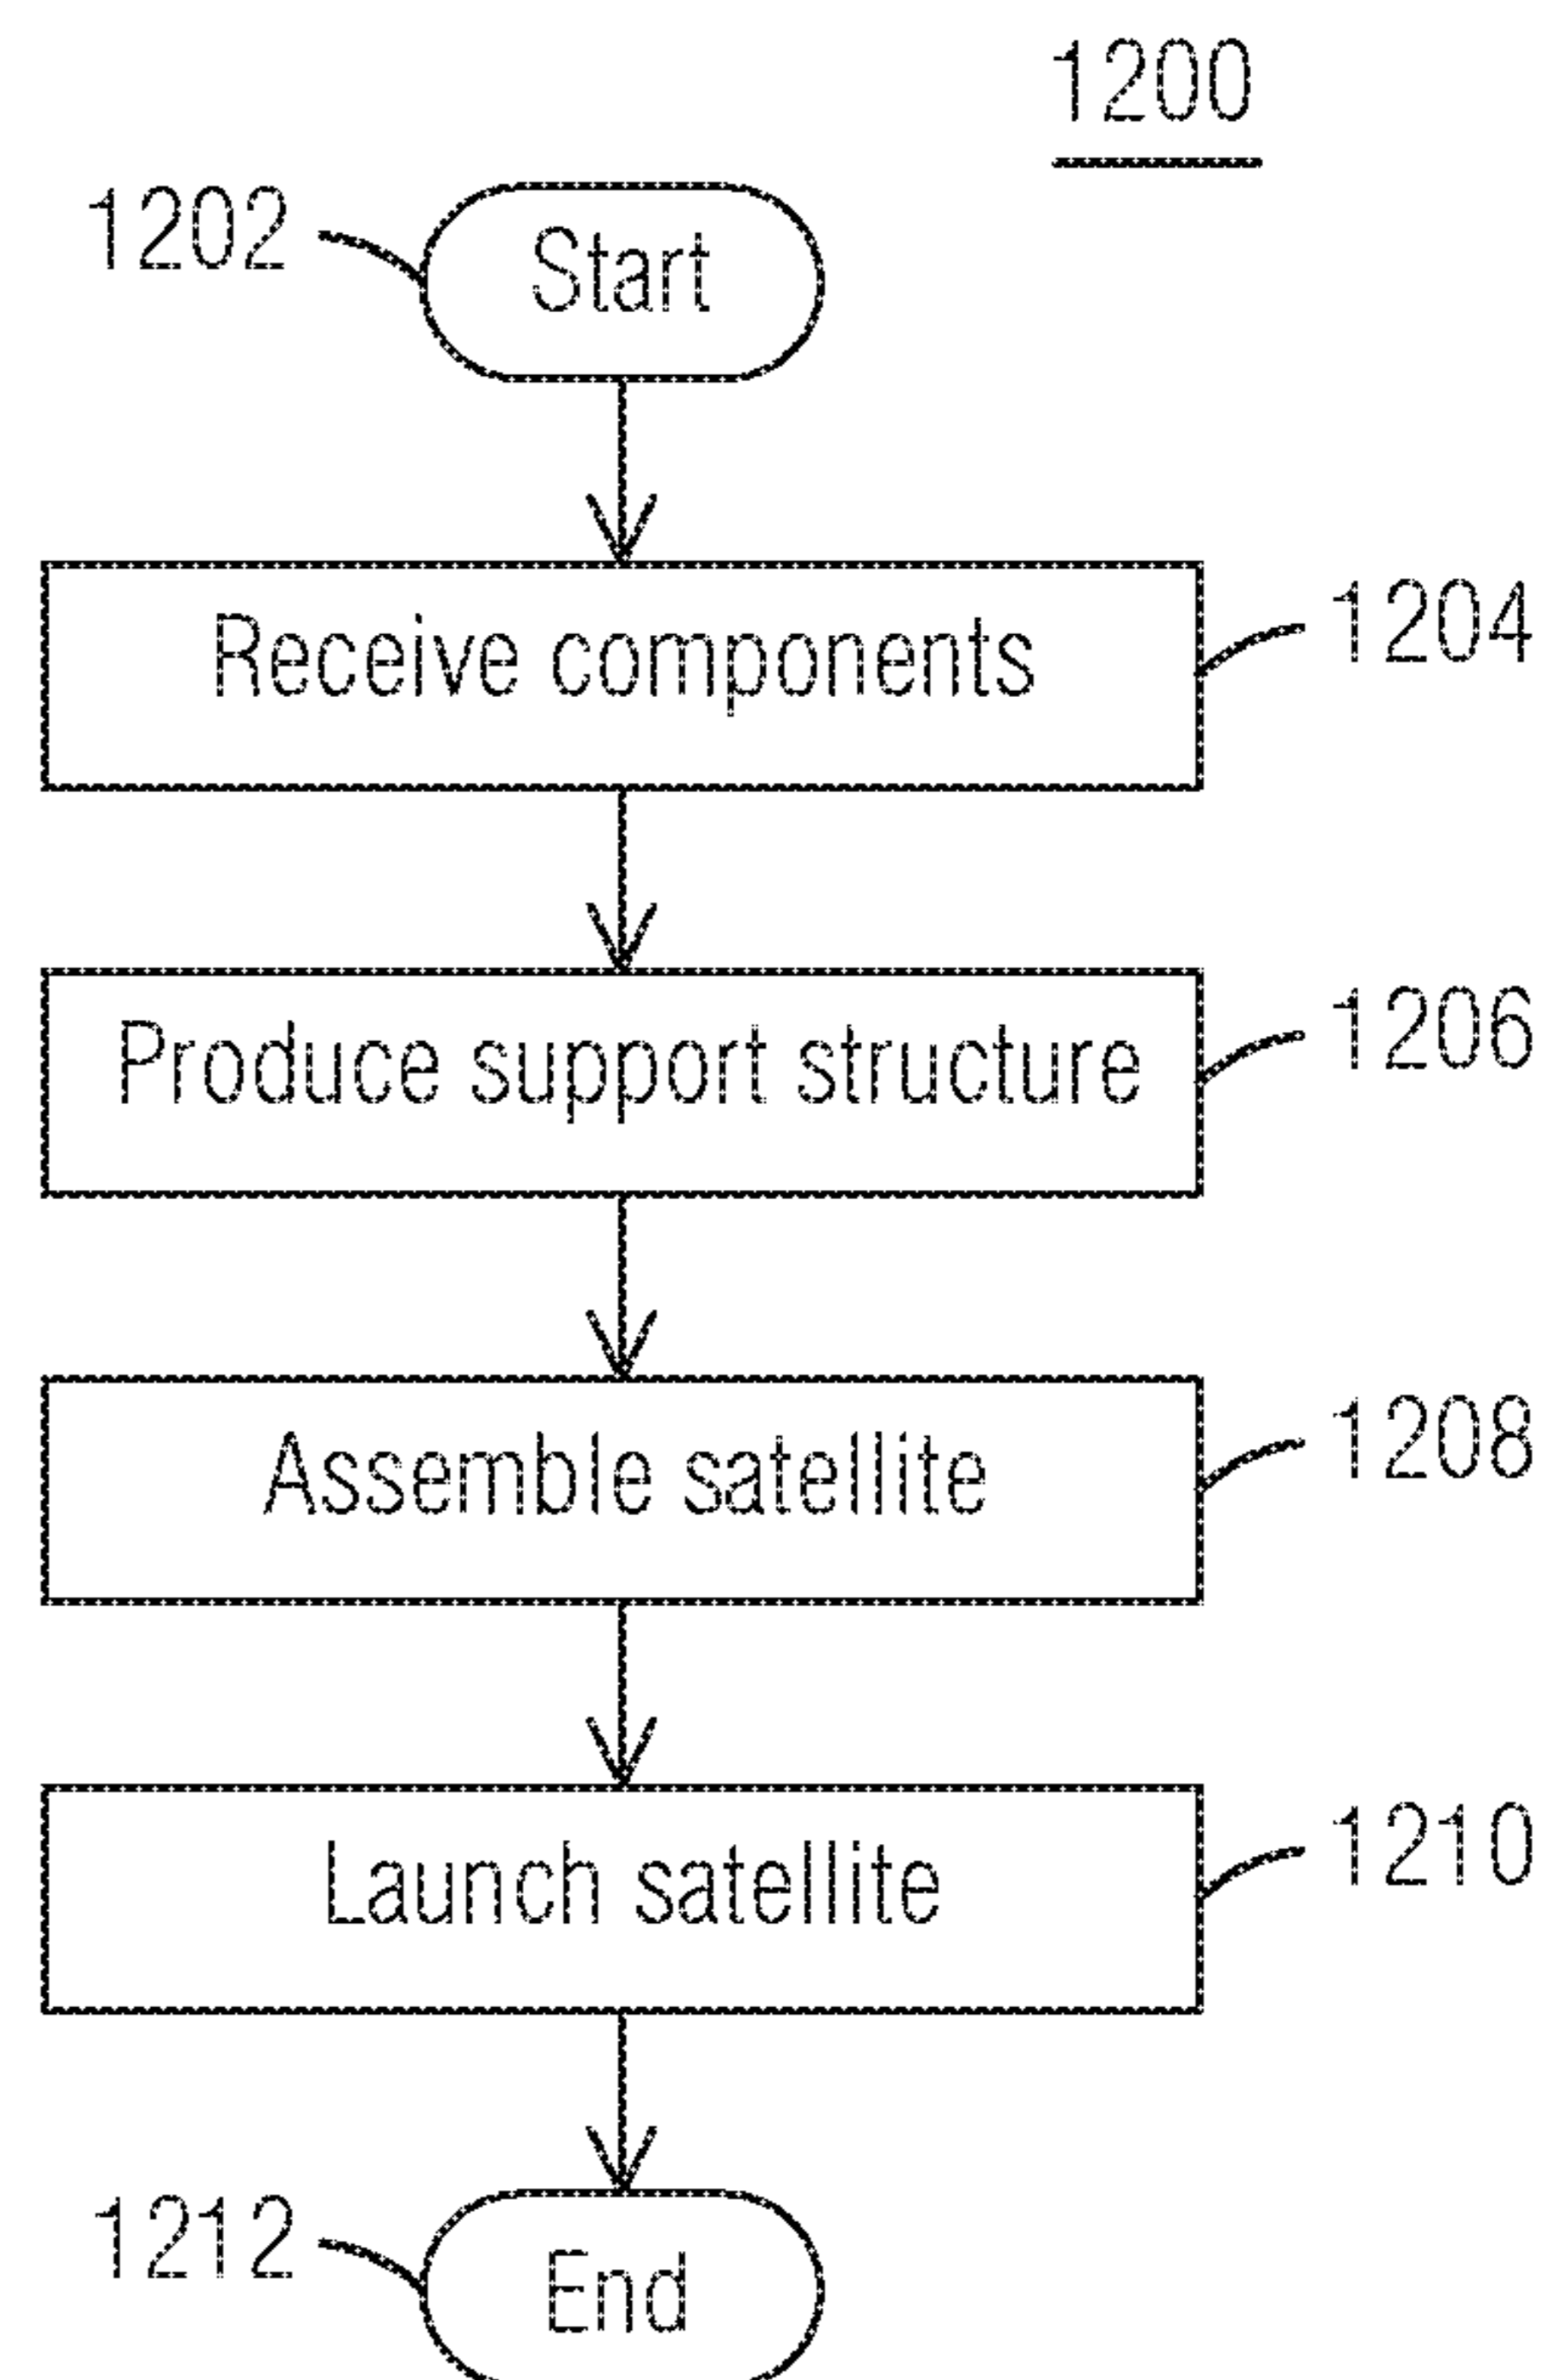 1200
1202
Start
Receive components
1204
Produce support structure
1206
Assemble satellite
1208
Launch satellite
1210
1212
End